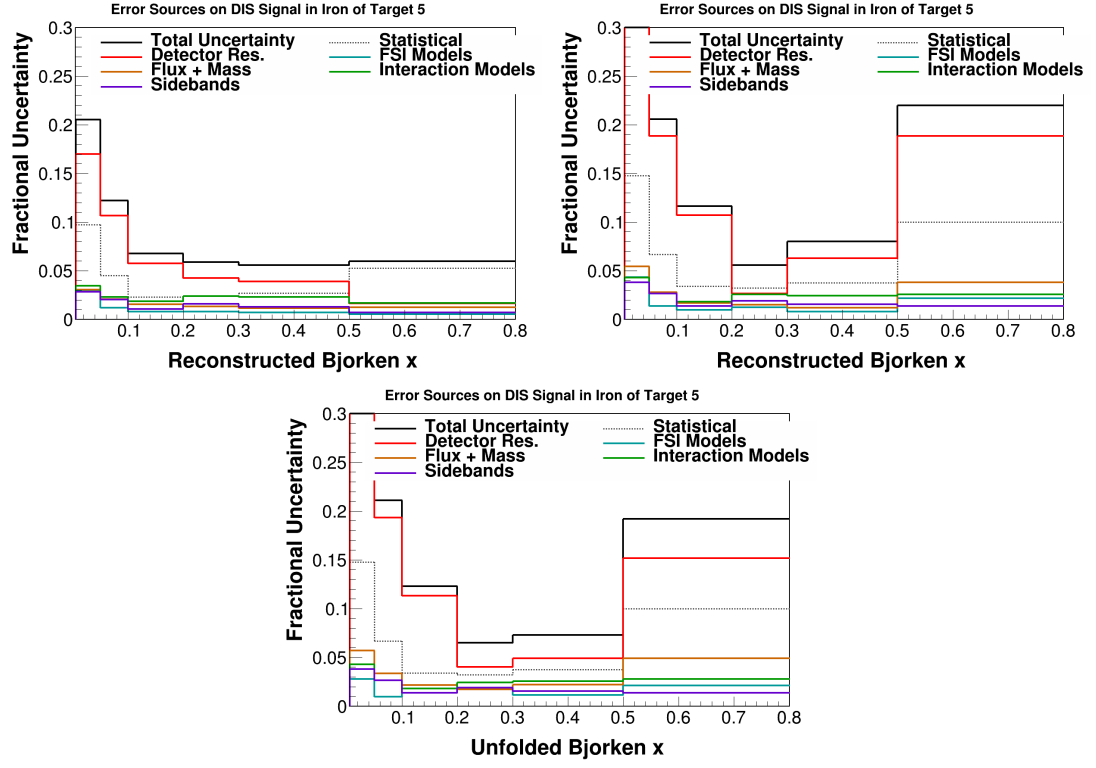 Error Sources on DIS Signal in Iron of Target 5
Fractional Uncertainty
0.3
0.25
0.2
0.15
0.1
0.05
0
Total Uncertainty
Detector Res.
Flux + Mass
Sidebands
Statistical
FSI Models
Interaction Models
0.1 0.2 0.3 0.4 0.5 0.6 0.7 0.8
Reconstructed Bjorken x
Error Sources on DIS Signal in Iron of Target 5
Fractional Uncertainty
0.3
0.25
0.2
0.15
0.1
0.05
0
Total Uncertainty
Detector Res.
Flux + Mass
Sidebands
Statistical
FSI Models
Interaction Models
0.1 0.2 0.3 0.4 0.5 0.6 0.7 0.8
Reconstructed Bjorken x
Error Sources on DIS Signal in Iron of Target 5
Fractional Uncertainty
0.3
0.25
0.2
0.15
0.1
0.05
0
Total Uncertainty
Detector Res.
Flux + Mass
Sidebands
Statistical
FSI Models
Interaction Models
0.1 0.2 0.3 0.4 0.5 0.6 0.7 0.8
Unfolded Bjorken x